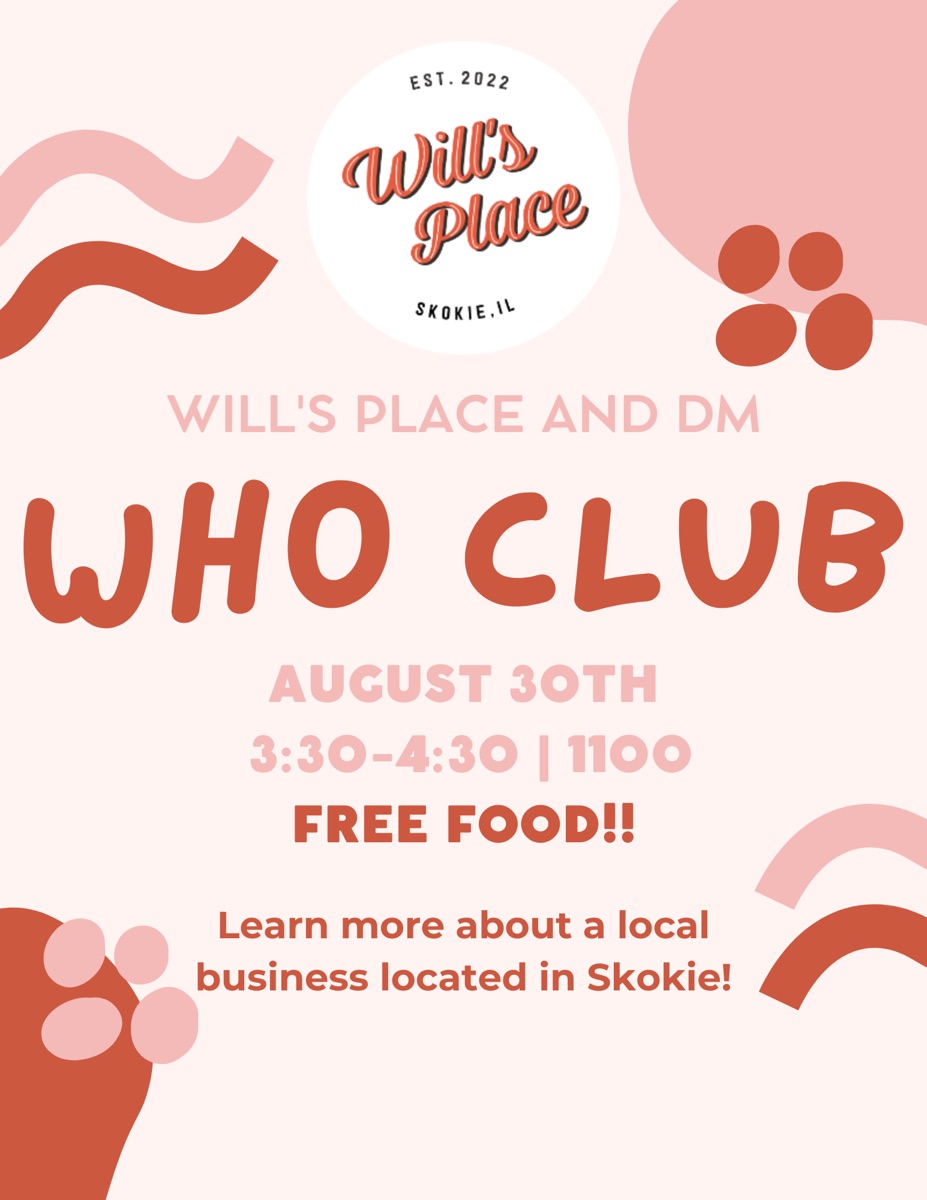 EST. 2022
Will's
Place
SKOKIE, IL
WILL'S PLACE AND DM
WHO CLUB
AUGUST 30TH
3:30-4:30 | 1100
FREE FOOD!!
Learn more about a local
business located in Skokie!